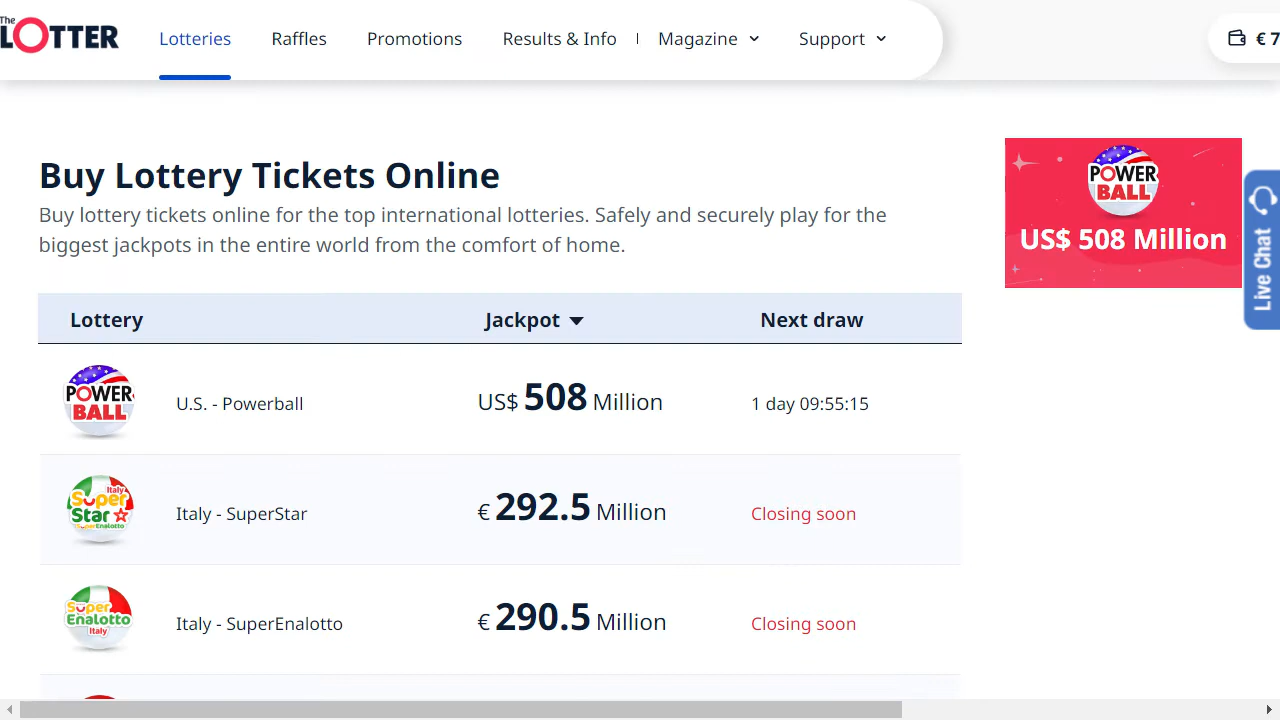 The
LOTTER
Lotteries
Raffles
Promotions
Results & Info
Magazine
Support
€ 7
Buy Lottery Tickets Online
Buy lottery tickets online for the top international lotteries. Safely and securely play for the
biggest jackpots in the entire world from the comfort of home.
POWER
BALL
US$ 508 Million
Live Chat
Lottery
Jackpot
Next draw
POWER
BALL
U.S. - Powerball
US$ 508 Million
1 day 09:55:15
Italy
Super
Star
SuperEnalotto
Italy - SuperStar
€ 292.5 Million
Closing soon
Super
Enalotto
Italy
Italy - SuperEnalotto
€ 290.5 Million
Closing soon